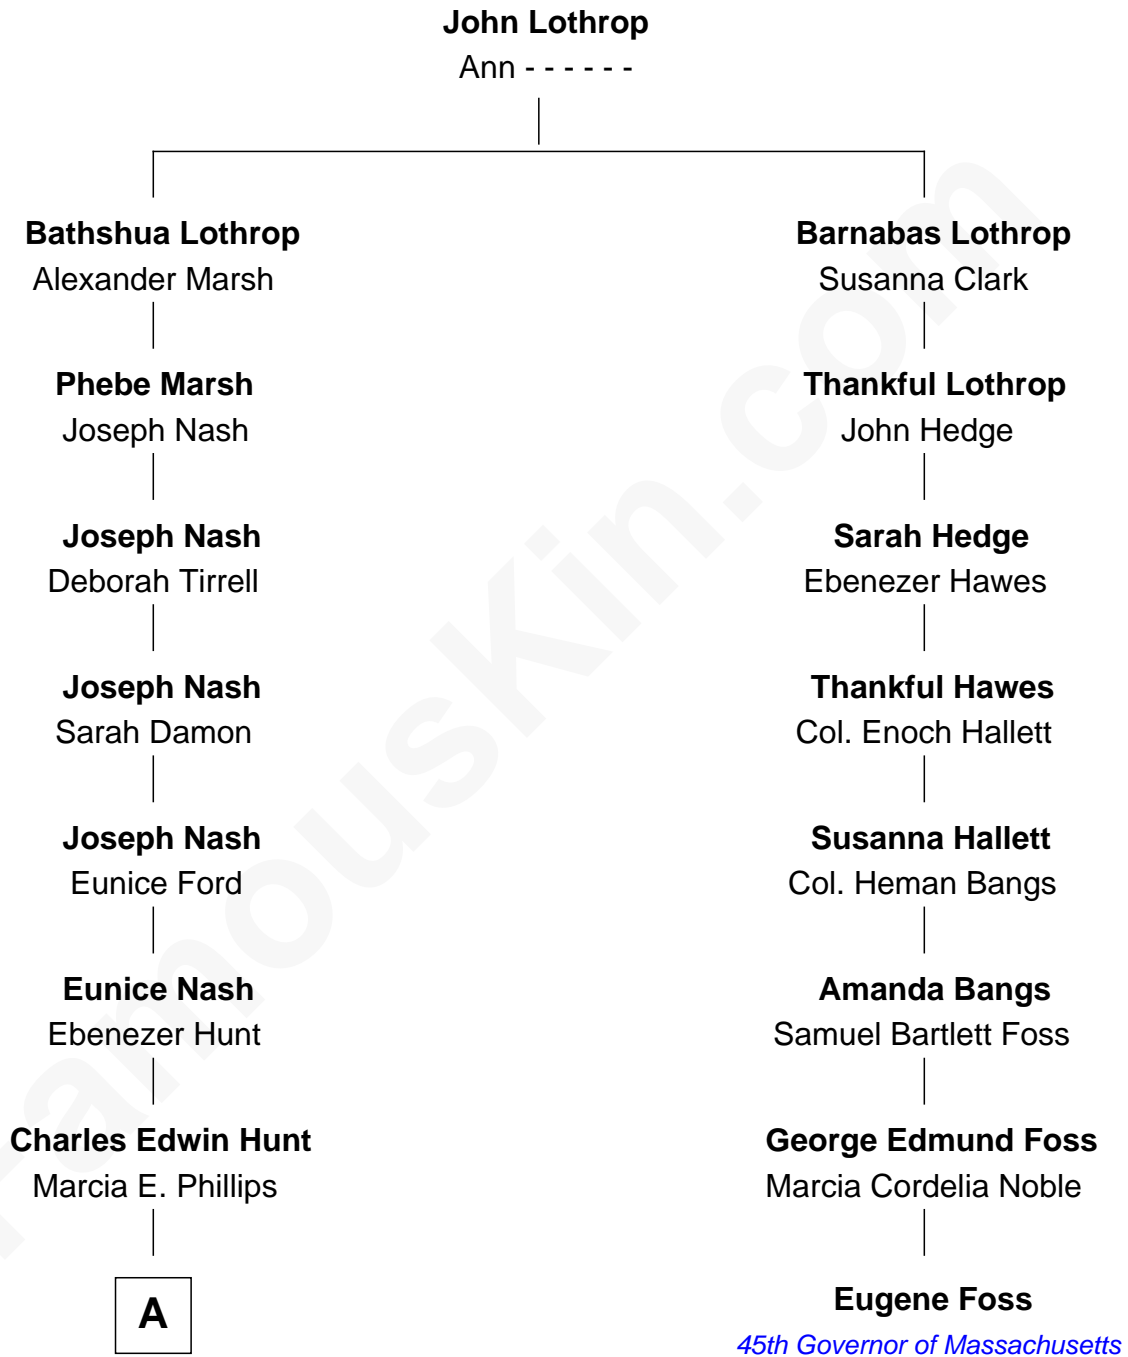 John Lothrop
Ann - - - - - -
Bathshua Lothrop
Alexander Marsh
Barnabas Lothrop
Susanna Clark
Phebe Marsh
Joseph Nash
Thankful Lothrop
John Hedge
Joseph Nash
Deborah Tirrell
Sarah Hedge
Ebenezer Hawes
Joseph Nash
Sarah Damon
Thankful Hawes
Col. Enoch Hallett
Joseph Nash
Eunice Ford
Susanna Hallett
Col. Heman Bangs
Eunice Nash
Ebenezer Hunt
Amanda Bangs
Samuel Bartlett Foss
Charles Edwin Hunt
Marcia E. Phillips
George Edmund Foss
Marcia Cordelia Noble
A
Eugene Foss
45th Governor of Massachusetts
FamousKin.com